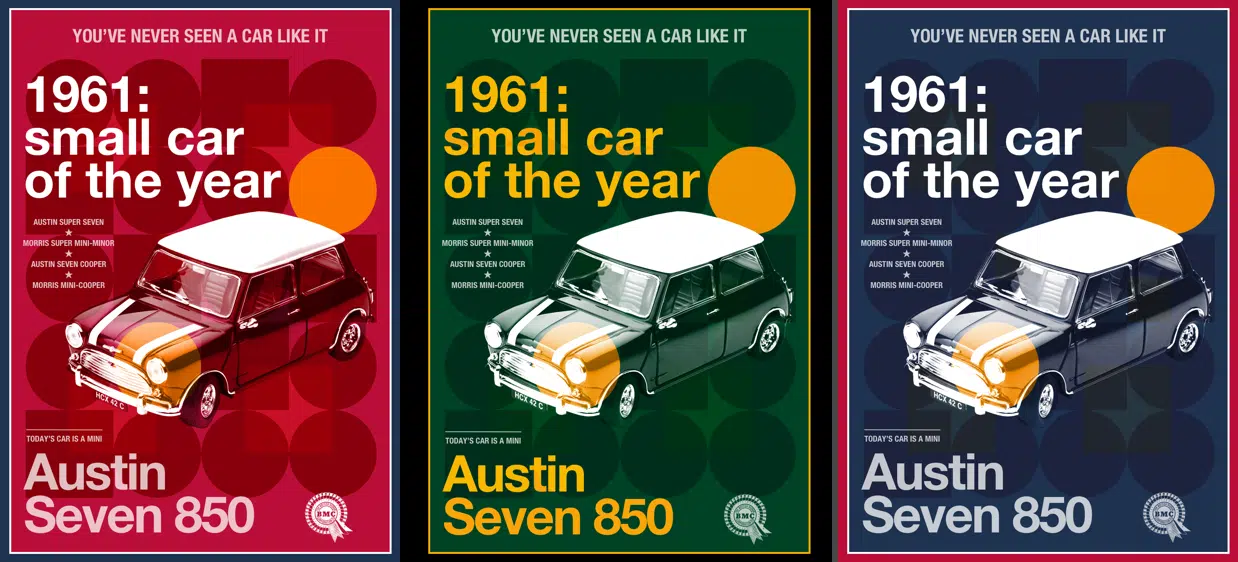 YOU'VE NEVER SEEN A CAR LIKE IT
1961:
small car
of the year
AUSTIN SUPER SEVEN
★
MORRIS SUPER MINI-MINOR
★
AUSTIN SEVEN COOPER
★
MORRIS MINI-COOPER
HCX 42 C
TODAY'S CAR IS A MINI
Austin
Seven 850
BMC
YOU'VE NEVER SEEN A CAR LIKE IT
1961:
small car
of the year
AUSTIN SUPER SEVEN
★
MORRIS SUPER MINI-MINOR
★
AUSTIN SEVEN COOPER
★
MORRIS MINI-COOPER
HCX 42 C
TODAY'S CAR IS A MINI
Austin
Seven 850
BMC
YOU'VE NEVER SEEN A CAR LIKE IT
1961:
small car
of the year
AUSTIN SUPER SEVEN
★
MORRIS SUPER MINI-MINOR
★
AUSTIN SEVEN COOPER
★
MORRIS MINI-COOPER
HCX 42 C
TODAY'S CAR IS A MINI
Austin
Seven 850
BMC